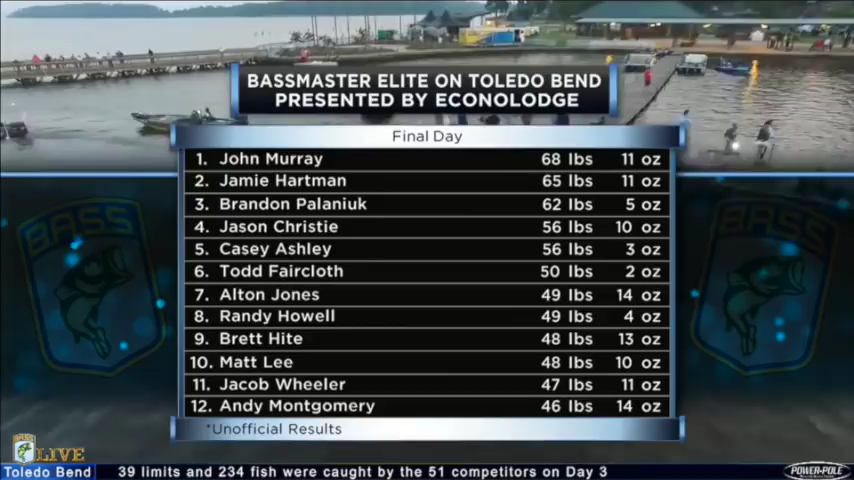 BASSMASTER ELITE ON TOLEDO BEND
PRESENTED BY ECONOLODGE
Final Day
1. John Murray 68 lbs 11 oz
2. Jamie Hartman 65 lbs 11 oz
3. Brandon Palaniuk 62 lbs 5 oz
4. Jason Christie 56 lbs 10 oz
5. Casey Ashley 56 lbs 3 oz
6. Todd Faircloth 50 lbs 2 oz
7. Alton Jones 49 lbs 14 oz
8. Randy Howell 49 lbs 4 oz
9. Brett Hite 48 lbs 13 oz
10. Matt Lee 48 lbs 10 oz
11. Jacob Wheeler 47 lbs 11 oz
12. Andy Montgomery 46 lbs 14 oz
*Unofficial Results
BASS
BASS
BASS LIVE
Toledo Bend 39 limits and 234 fish were caught by the 51 competitors on Day 3
POWER-POLE